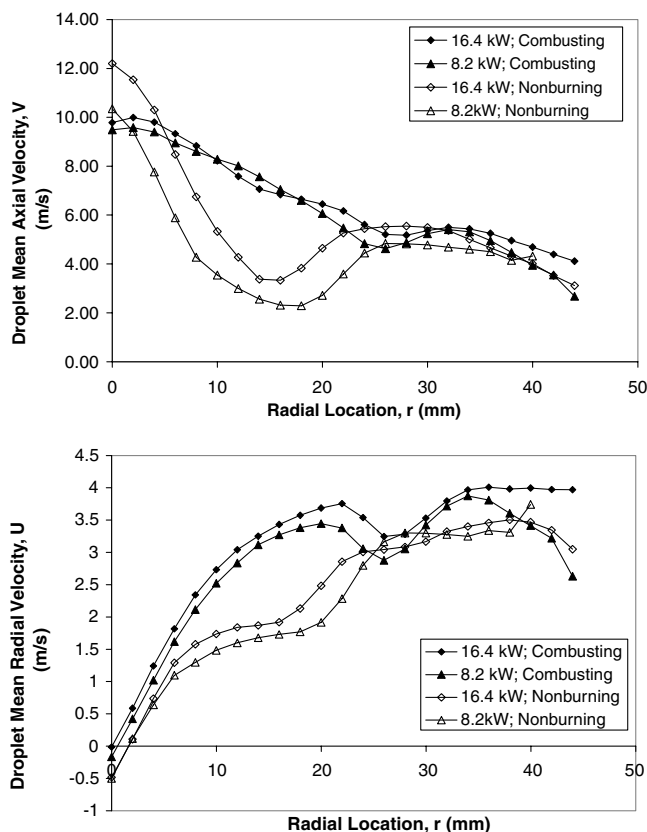 14.00
12.00
10.00
8.00
6.00
4.00
2.00
0.00
Droplet Mean Axial Velocity, V
(m/s)
16.4 kW; Combusting
8.2 kW; Combusting
16.4 kW; Nonburning
8.2kW; Nonburning
0 10 20 30 40 50
Radial Location, r (mm)
4.5
4
3.5
3
2.5
2
1.5
1
0.5
0
-0.5
-1
Droplet Mean Radial Velocity, U
(m/s)
16.4 kW; Combusting
8.2 kW; Combusting
16.4 kW; Nonburning
8.2kW; Nonburning
0 10 20 30 40 50
Radial Location, r (mm)